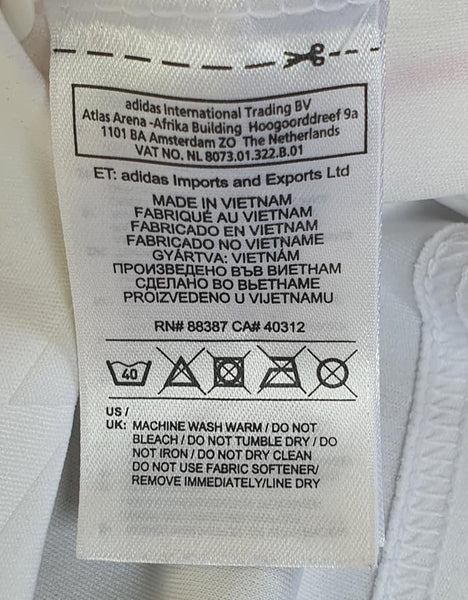 adidas International Trading BV
Atlas Arena -Afrika Building Hoogoorddreef 9a
1101 BA Amsterdam ZO The Netherlands
VAT NO. NL 8073.01.322.B.01
ET: adidas Imports and Exports Ltd
MADE IN VIETNAM
FABRIQUÉ AU VIETNAM
FABRICADO EN VIETNAM
FABRICADO NO VIETNAME
GYÁRTVA: VIETNÁM
ПРОИЗВЕДЕНО ВЪВ ВИЕТНАМ
СДЕЛАНО ВО ВЬЕТНАМЕ
PROIZVEDENO U VIJETNAMU
RN# 88387 CA# 40312
40
US /
UK: MACHINE WASH WARM / DO NOT
BLEACH / DO NOT TUMBLE DRY / DO
NOT IRON / DO NOT DRY CLEAN
DO NOT USE FABRIC SOFTENER/
REMOVE IMMEDIATELY/LINE DRY